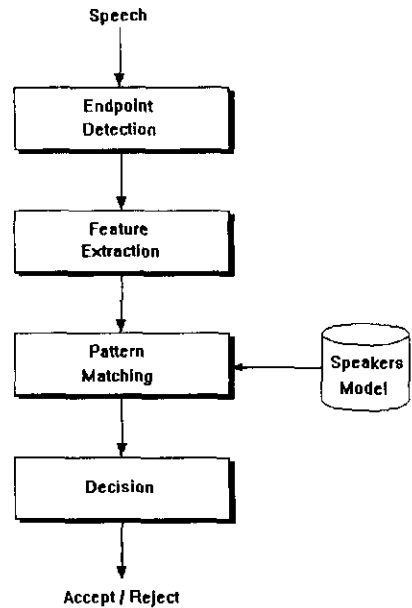 Speech
Endpoint
Detection
Feature
Extraction
Pattern
Matching
Speakers
Model
Decision
Accept / Reject